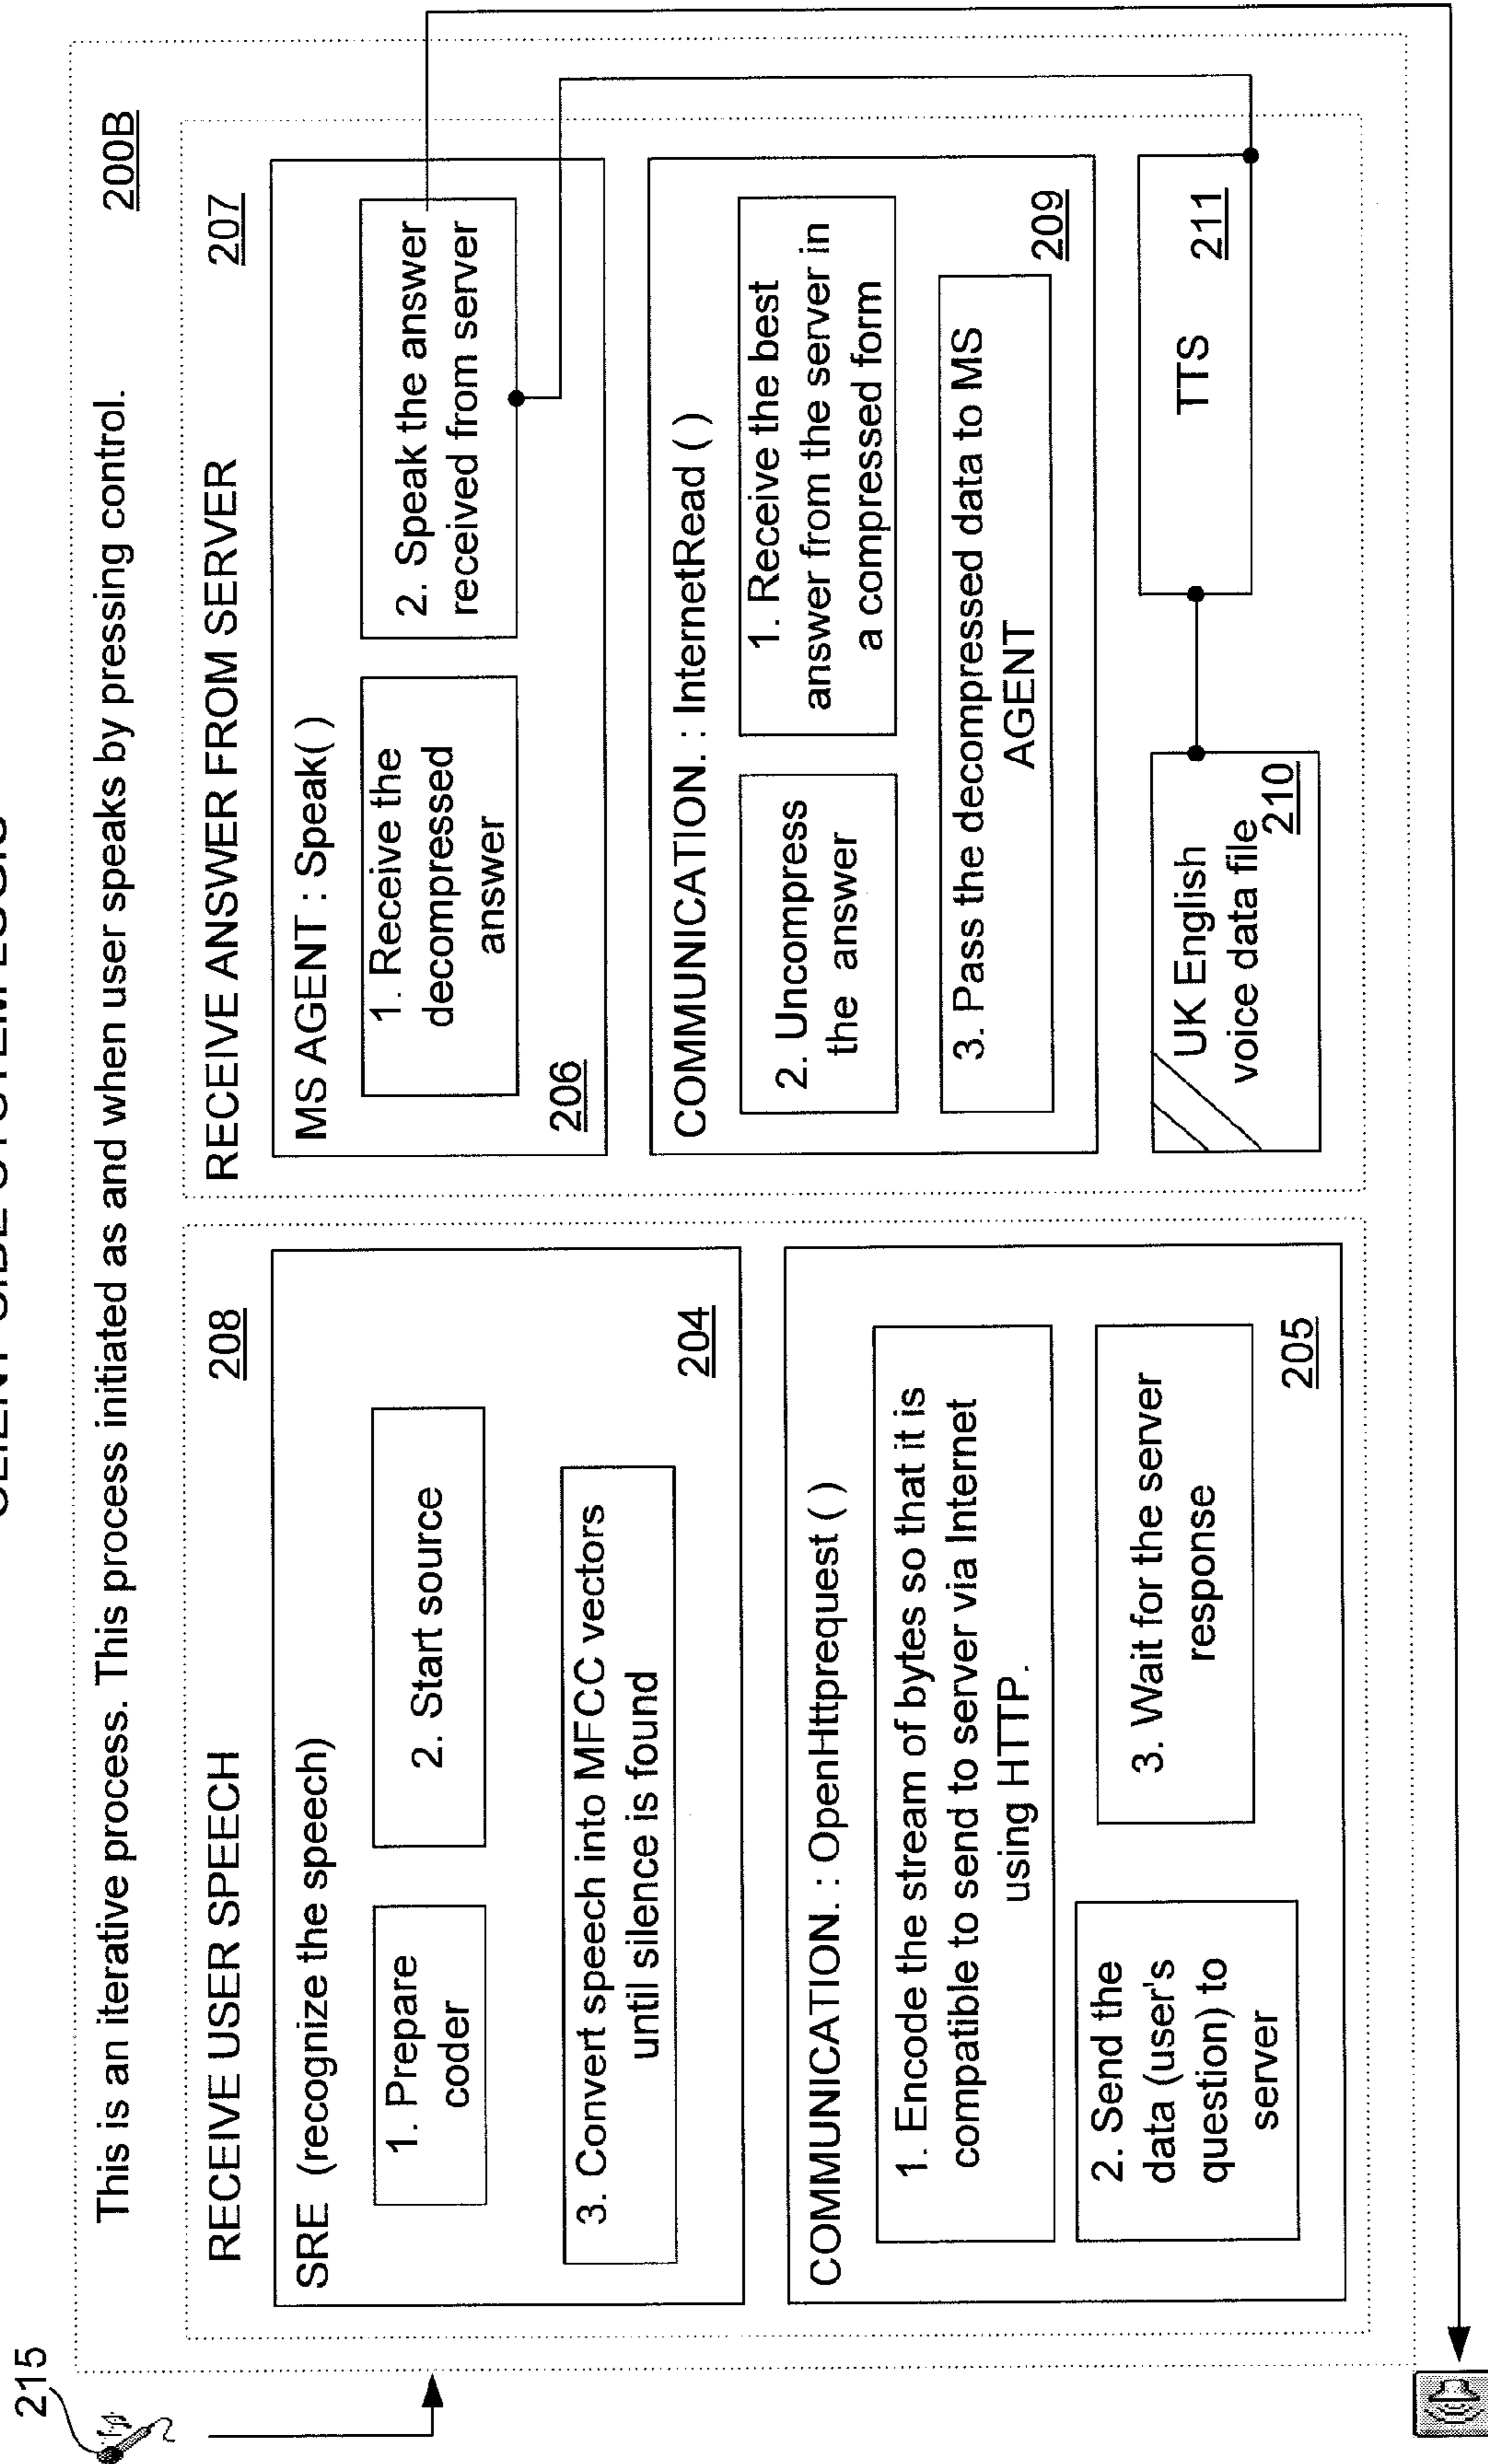 CLIENT SIDE SYSTEM LOGIC
215
This is an iterative process. This process initiated as and when user speaks by pressing control.
200B
RECEIVE USER SPEECH
208
SRE (recognize the speech)
1. Prepare
coder
2. Start source
3. Convert speech into MFCC vectors
until silence is found
204
COMMUNICATION. : OpenHttprequest ( )
1. Encode the stream of bytes so that it is
compatible to send to server via Internet
using HTTP.
2. Send the
data (user's
question) to
server
3. Wait for the server
response
205
RECEIVE ANSWER FROM SERVER
207
MS AGENT : Speak( )
1. Receive the
decompressed
answer
2. Speak the answer
received from server
206
COMMUNICATION. : InternetRead ( )
2. Uncompress
the answer
1. Receive the best
answer from the server in
a compressed form
3. Pass the decompressed data to MS
AGENT
209
UK English
voice data file
210
TTS
211